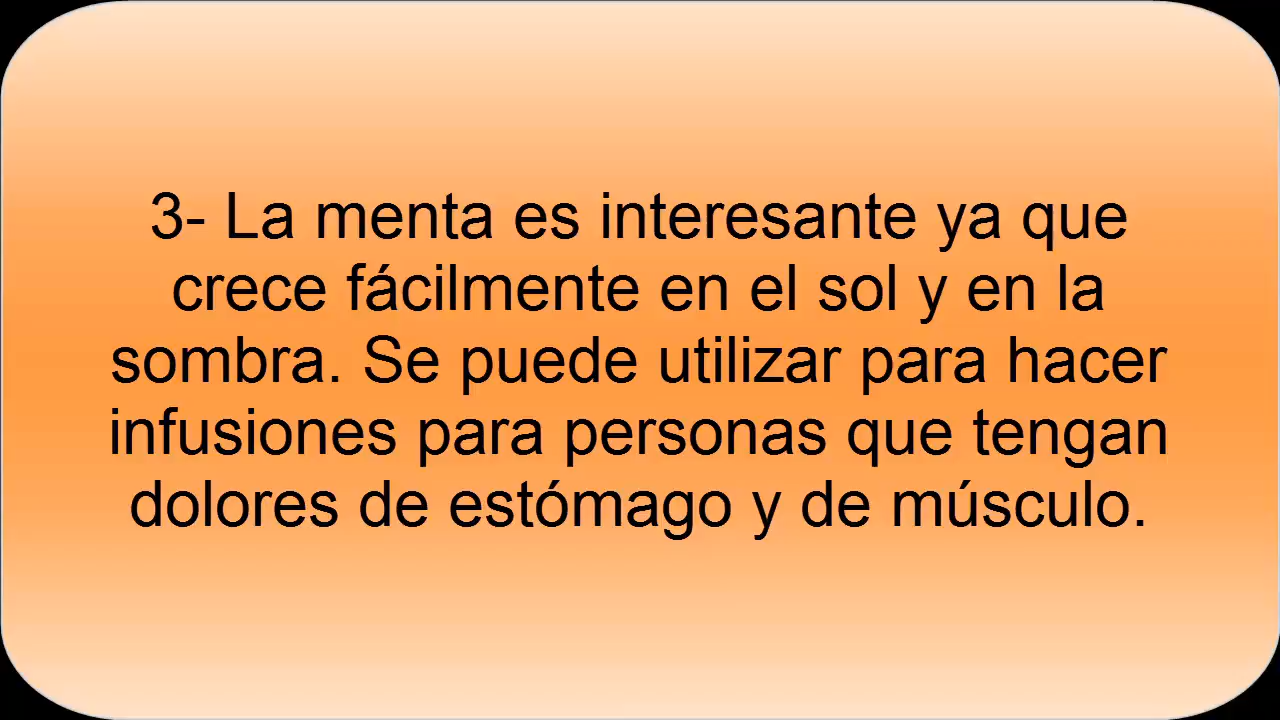 3- La menta es interesante ya que
crece fácilmente en el sol y en la
sombra. Se puede utilizar para hacer
infusiones para personas que tengan
dolores de estómago y de músculo.